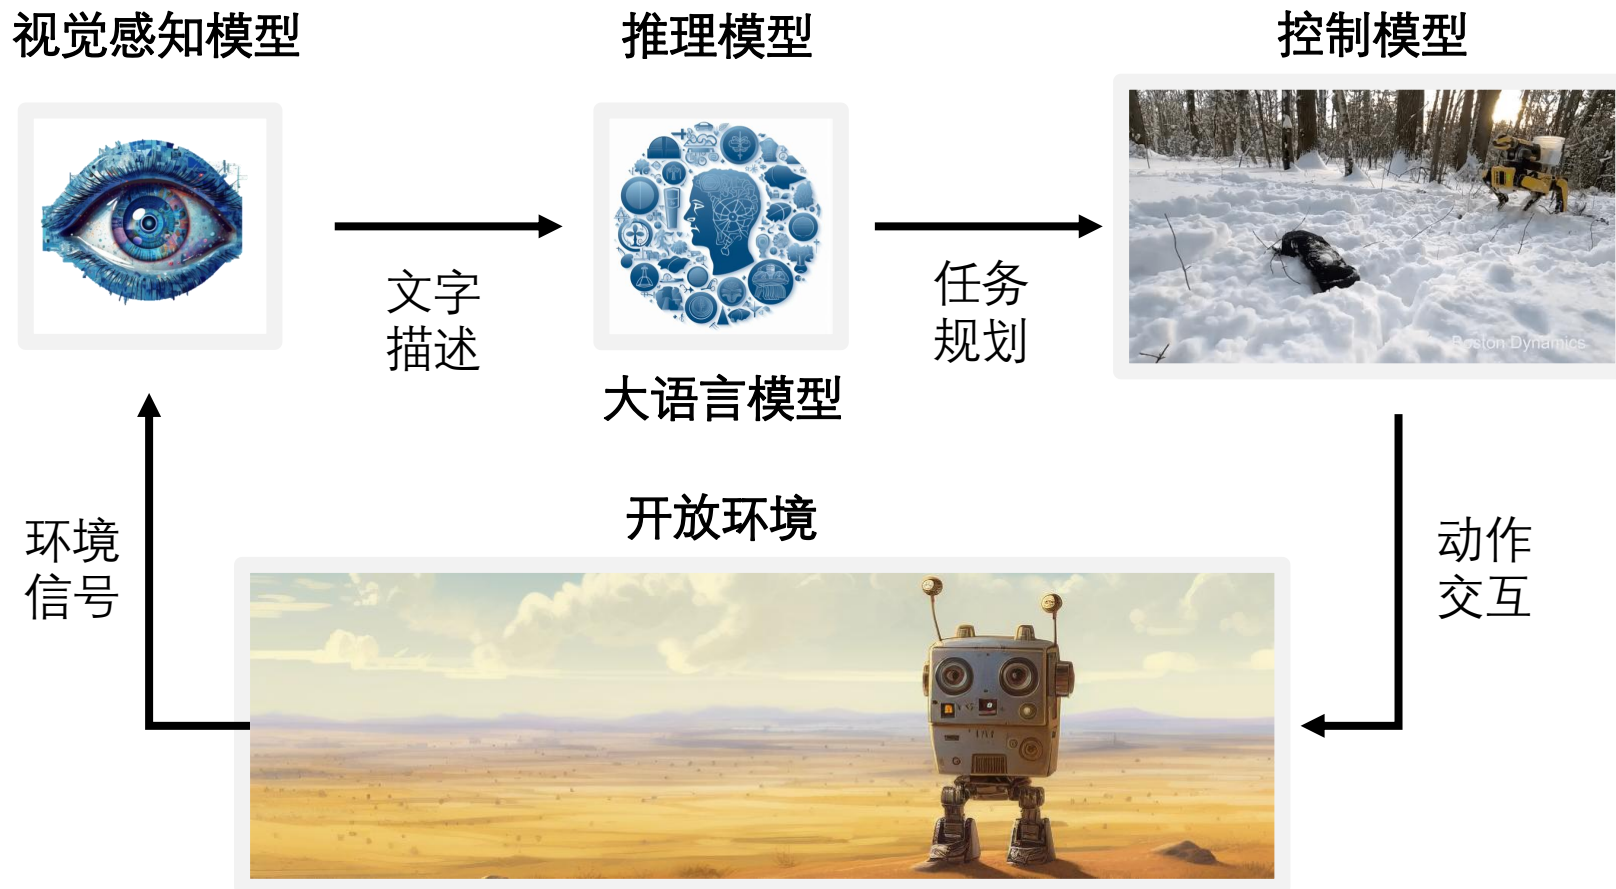 视觉感知模型
推理模型
控制模型
文字
描述
任务
规划
Boston Dynamics
大语言模型
开放环境
环境
信号
动作
交互